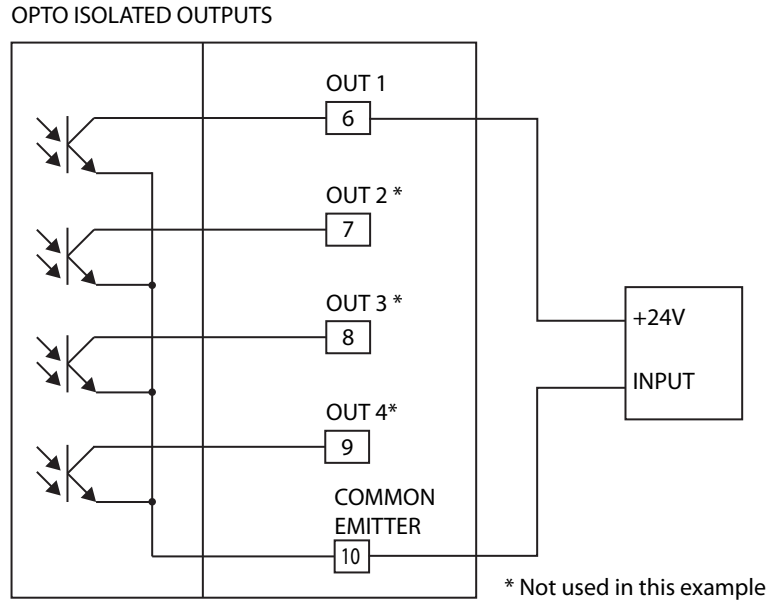 OPTO ISOLATED OUTPUTS
OUT 1
6
OUT 2 *
7
OUT 3 *
8
OUT 4*
9
COMMON
EMITTER
10
+24V
INPUT
* Not used in this example